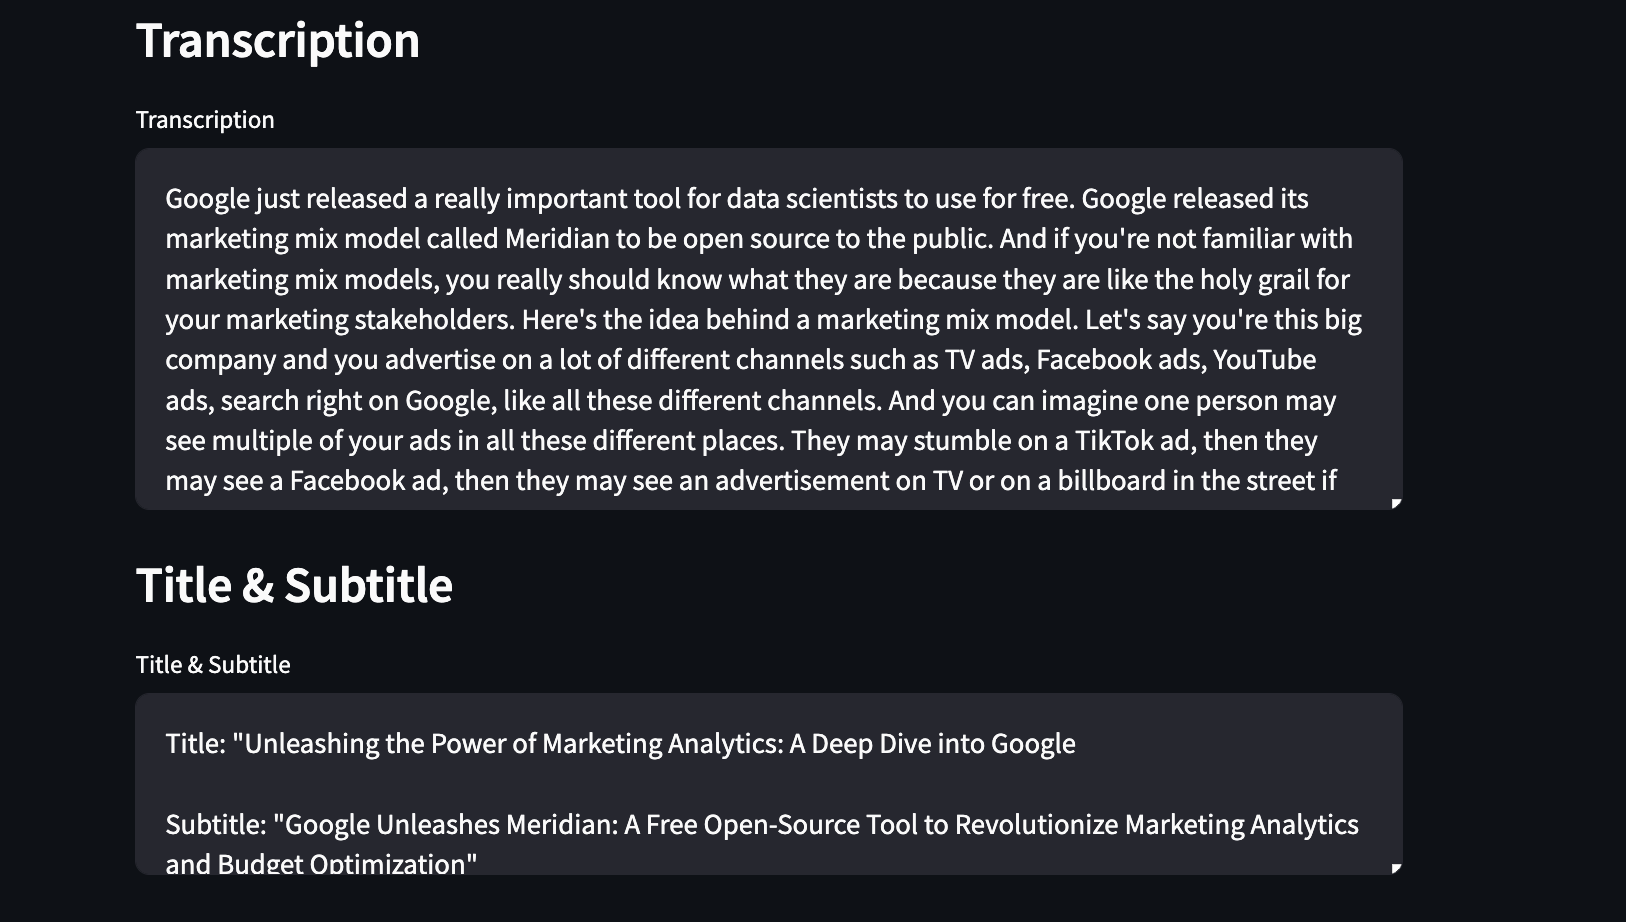 Transcription
Transcription
Google just released a really important tool for data scientists to use for free. Google released its
marketing mix model called Meridian to be open source to the public. And if you're not familiar with
marketing mix models, you really should know what they are because they are like the holy grail for
your marketing stakeholders. Here's the idea behind a marketing mix model. Let's say you're this big
company and you advertise on a lot of different channels such as TV ads, Facebook ads, YouTube
ads, search right on Google, like all these different channels. And you can imagine one person may
see multiple of your ads in all these different places. They may stumble on a TikTok ad, then they
may see a Facebook ad, then they may see an advertisement on TV or on a billboard in the street if
Title & Subtitle
Title & Subtitle
Title: "Unleashing the Power of Marketing Analytics: A Deep Dive into Google
Subtitle: "Google Unleashes Meridian: A Free Open-Source Tool to Revolutionize Marketing Analytics
and Budget Optimization"